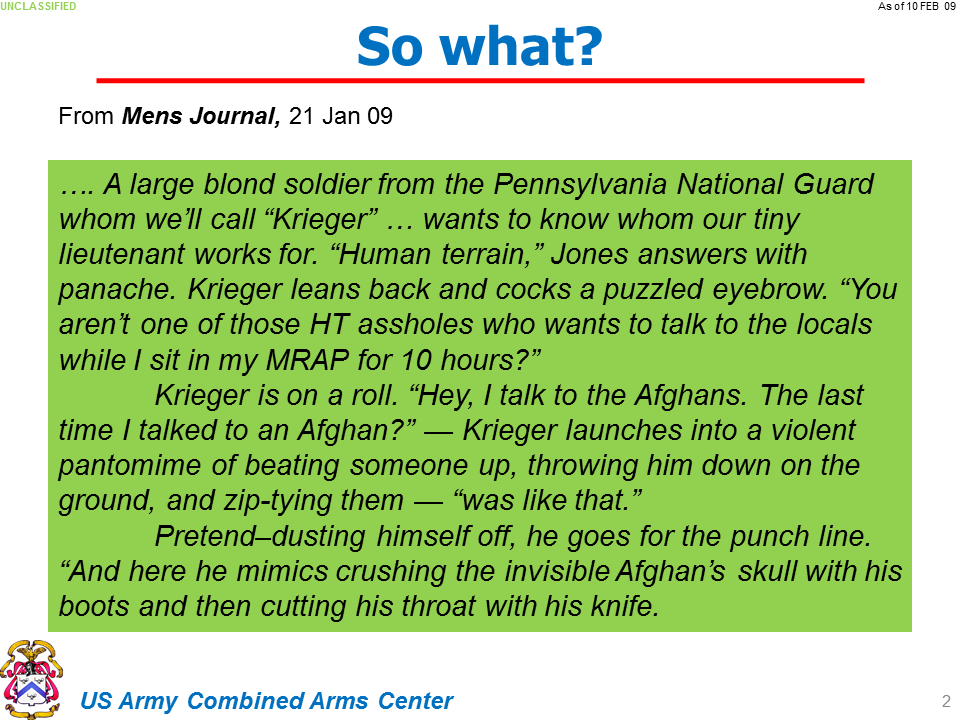 UNCLASSIFIED
As of 10 FEB 09
So what?
From Mens Journal, 21 Jan 09
…. A large blond soldier from the Pennsylvania National Guard
whom we’ll call “Krieger” … wants to know whom our tiny
lieutenant works for. “Human terrain,” Jones answers with
panache. Krieger leans back and cocks a puzzled eyebrow. “You
aren’t one of those HT assholes who wants to talk to the locals
while I sit in my MRAP for 10 hours?”
Krieger is on a roll. “Hey, I talk to the Afghans. The last
time I talked to an Afghan?” — Krieger launches into a violent
pantomime of beating someone up, throwing him down on the
ground, and zip-tying them — “was like that.”
Pretend–dusting himself off, he goes for the punch line.
“And here he mimics crushing the invisible Afghan’s skull with his
boots and then cutting his throat with his knife.
US Army Combined Arms Center
2